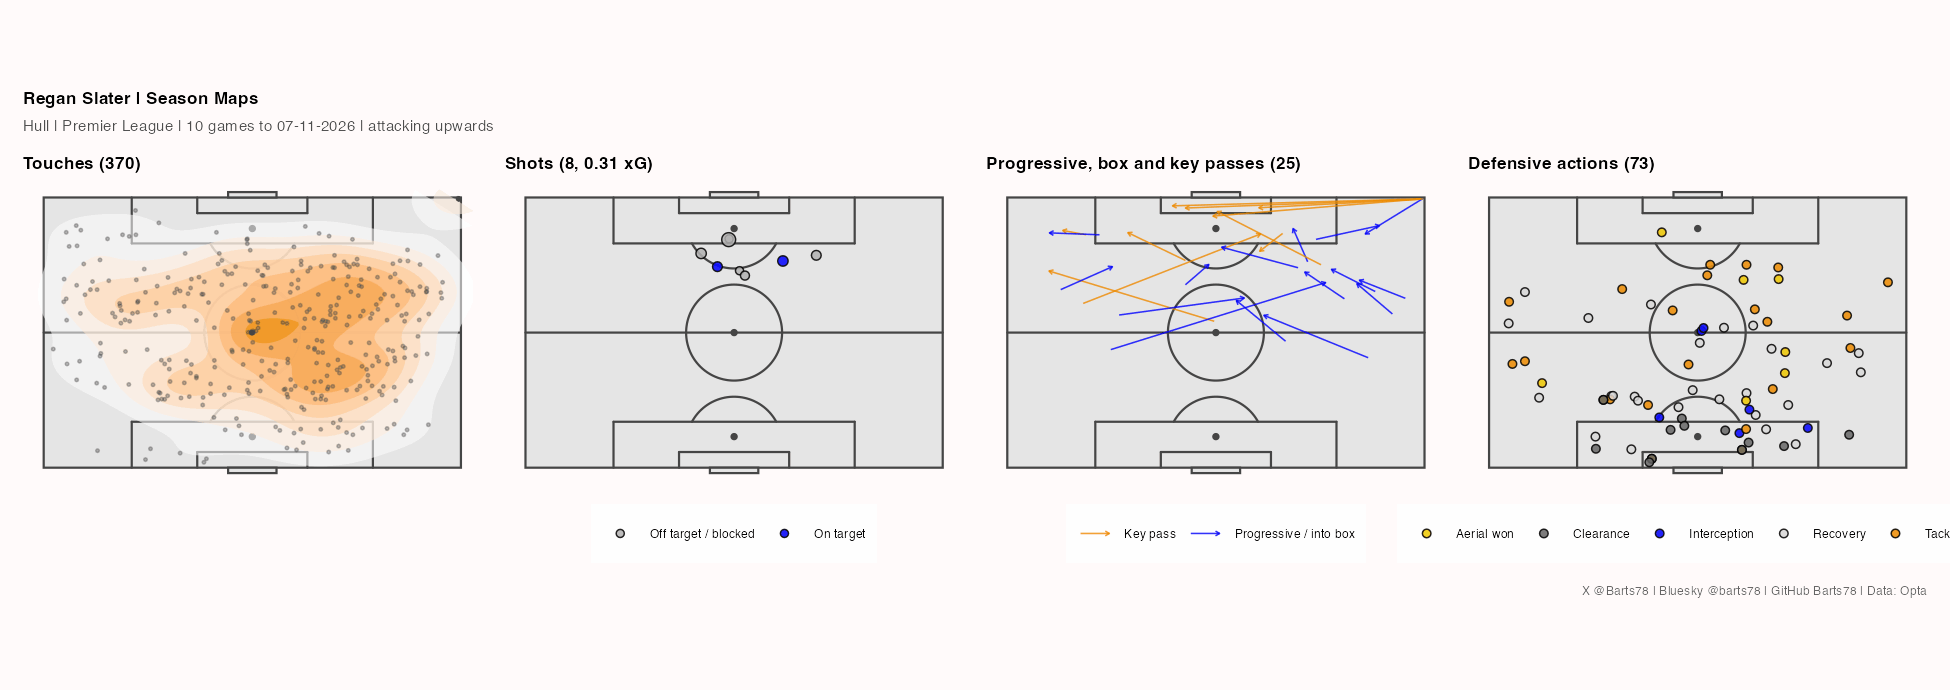 Regan Slater | Season Maps
Hull | Premier League | 10 games to 07-11-2026 | attacking upwards
Touches (370)
Shots (8, 0.31 xG)
Progressive, box and key passes (25)
Defensive actions (73)
Off target / blocked
On target
Key pass
Progressive / into box
Aerial won
Clearance
Interception
Recovery
Tack
X @Barts78 | Bluesky @barts78 | GitHub Barts78 | Data: Opta